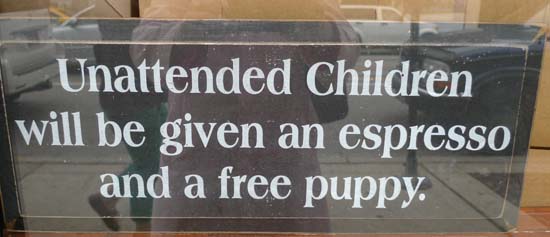 Unattended Children
will be given an espresso
and a free puppy.